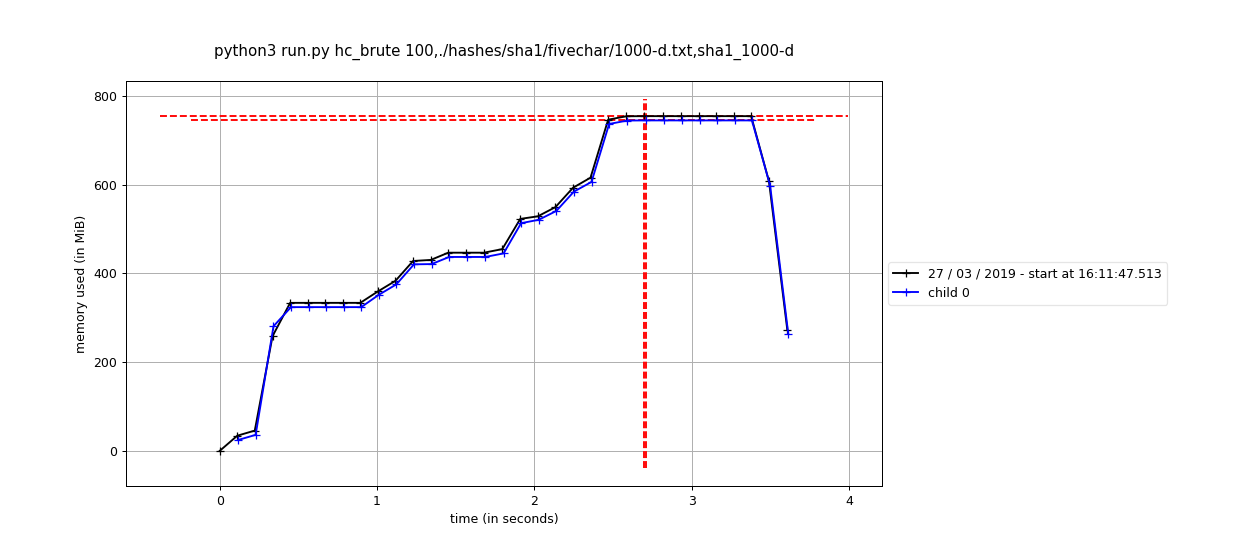 python3 run.py hc_brute 100,./hashes/sha1/fivechar/1000-d.txt,sha1_1000-d
800
600
400
200
0
memory used (in MiB)
0 1 2 3 4
time (in seconds)
27 / 03 / 2019 - start at 16:11:47.513
child 0